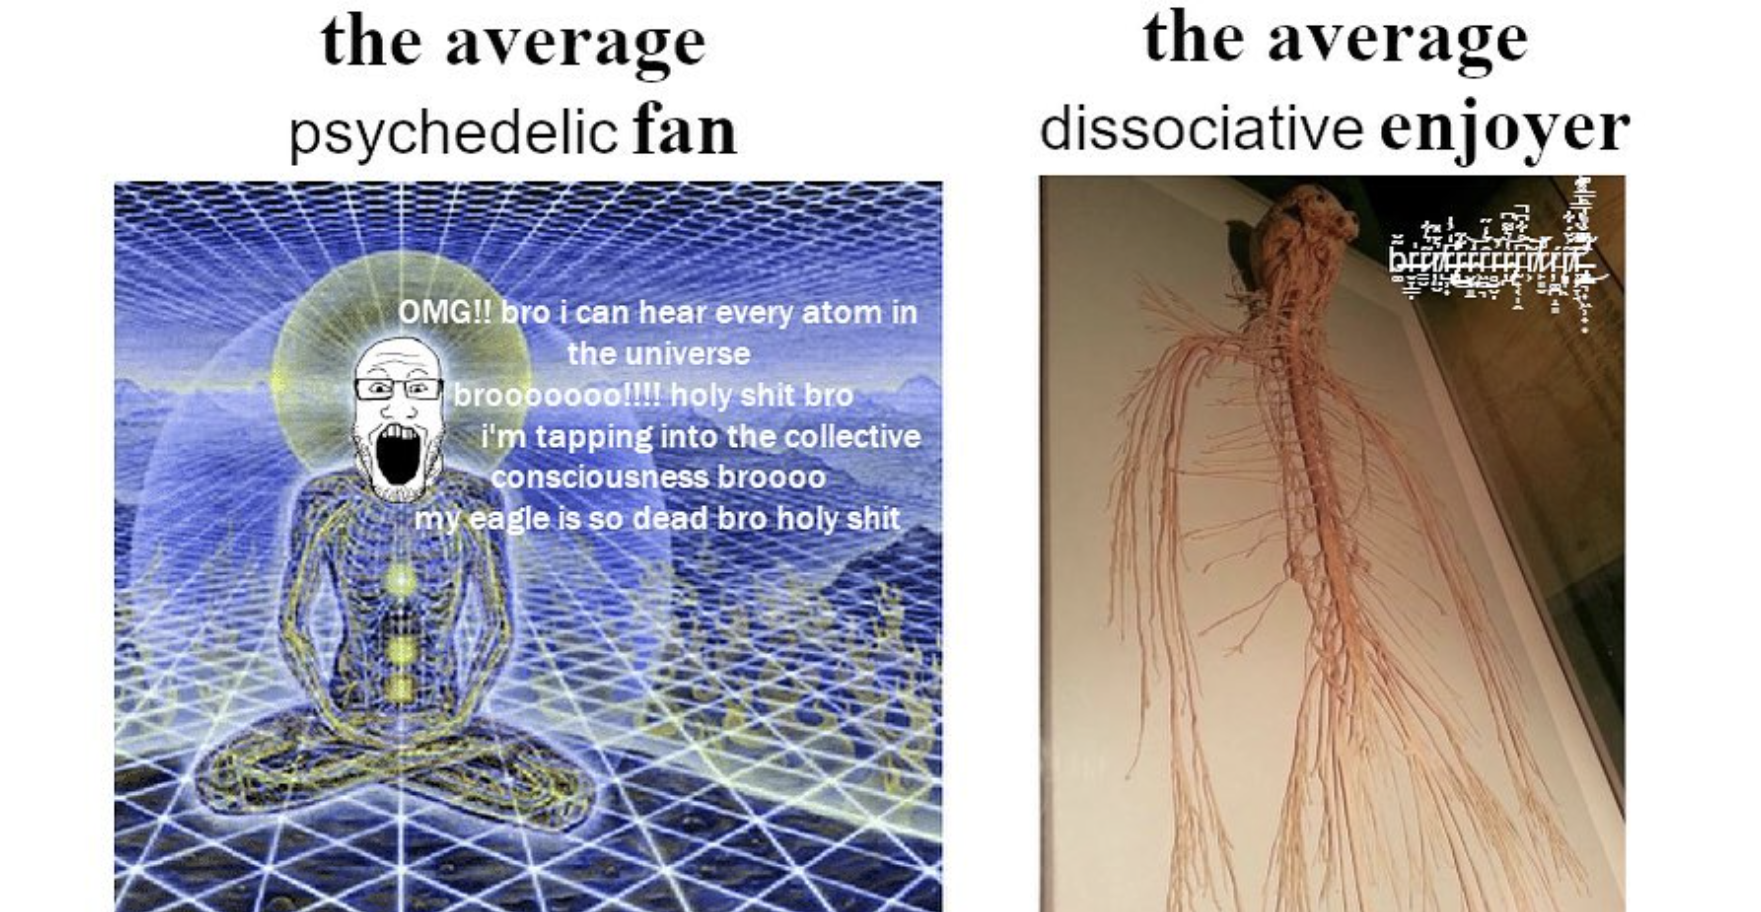 the average
psychedelic fan
OMG!! bro i can hear every atom in
the universe
brooooooo!!!! holy shit bro
i'm tapping into the collective
consciousness broooo
my eagle is so dead bro holy shit
the average
dissociative enjoyer